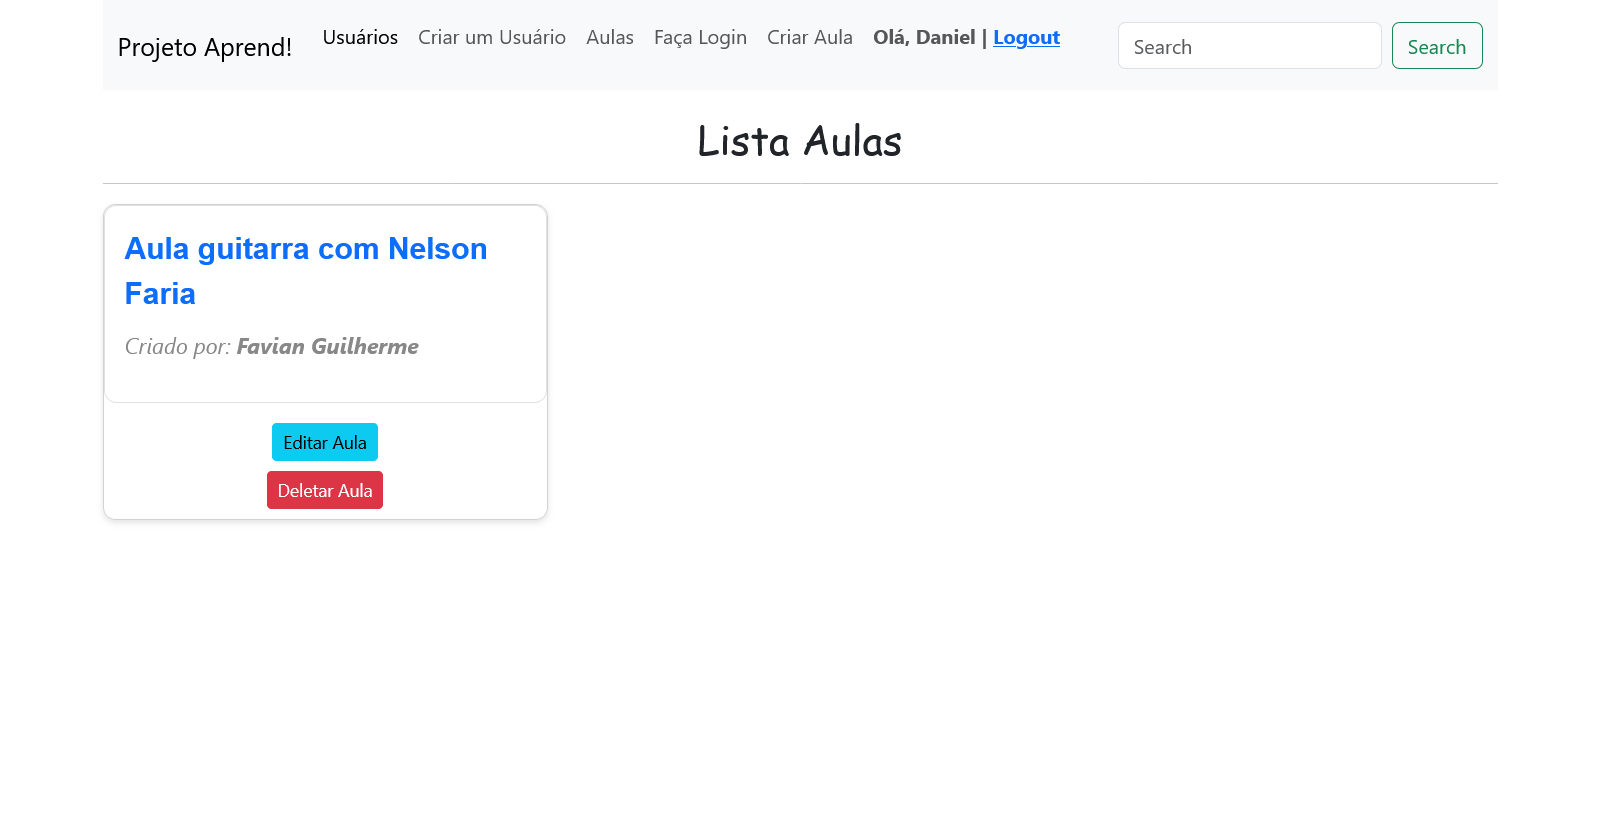 Projeto Aprend! Usuários Criar um Usuário Aulas Faça Login Criar Aula Olá, Daniel | Logout Search Search
Lista Aulas
Aula guitarra com Nelson
Faria
Criado por: Favian Guilherme
Editar Aula
Deletar Aula